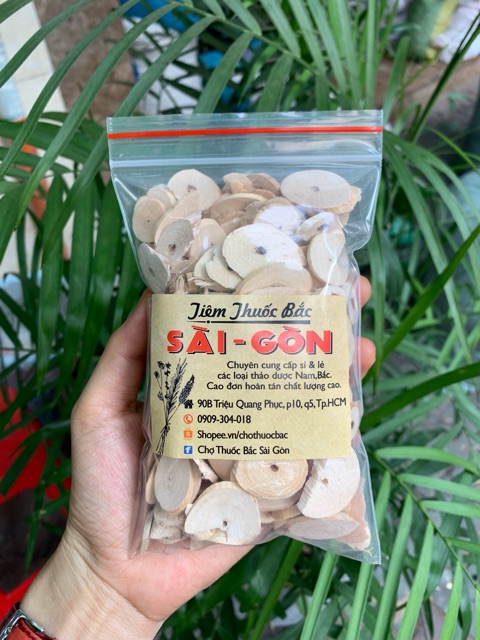 Tiệm Thuốc Bắc
SÀI-GÒN
Chuyên cung cấp sỉ & lẻ
các loại thảo dược Nam,Bắc.
Cao đơn hoàn tán chất lượng cao.
90B Triệu Quang Phục, p10, q5, Tp.HCM
0909-304-018
Shopee.vn/chothuocbac
Chợ Thuốc Bắc Sài Gòn